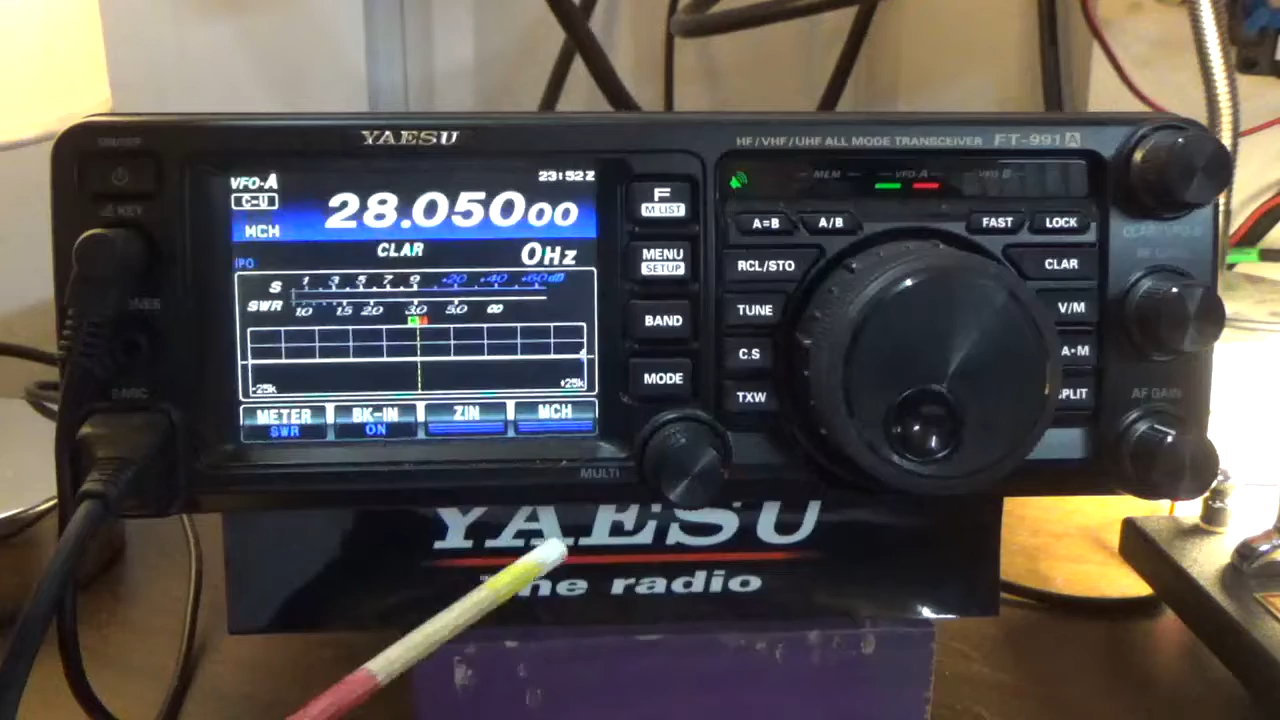 YAESU
HF/VHF/UHF ALL MODE TRANSCEIVER FT-991A
KEY
VFO-A
23:52Z
C-U
28.05000
MCH
CLAR
0Hz
IPO
S 1 3 5 7 9 +20 +40 +60dB
SWR 1.0 1.5 2.0 3.0 5.0 ∞
-25k
+25k
METER BK-IN ZIN MCH
SWR ON
F
M LIST
MENU
SETUP
BAND
MODE
MULTI
MEM VFO-A VFO-B
A=B A/B FAST LOCK
RCL/STO
CLAR
TUNE
V/M
C.S
A►M
TXW
SPLIT
AF GAIN
YAESU
The radio